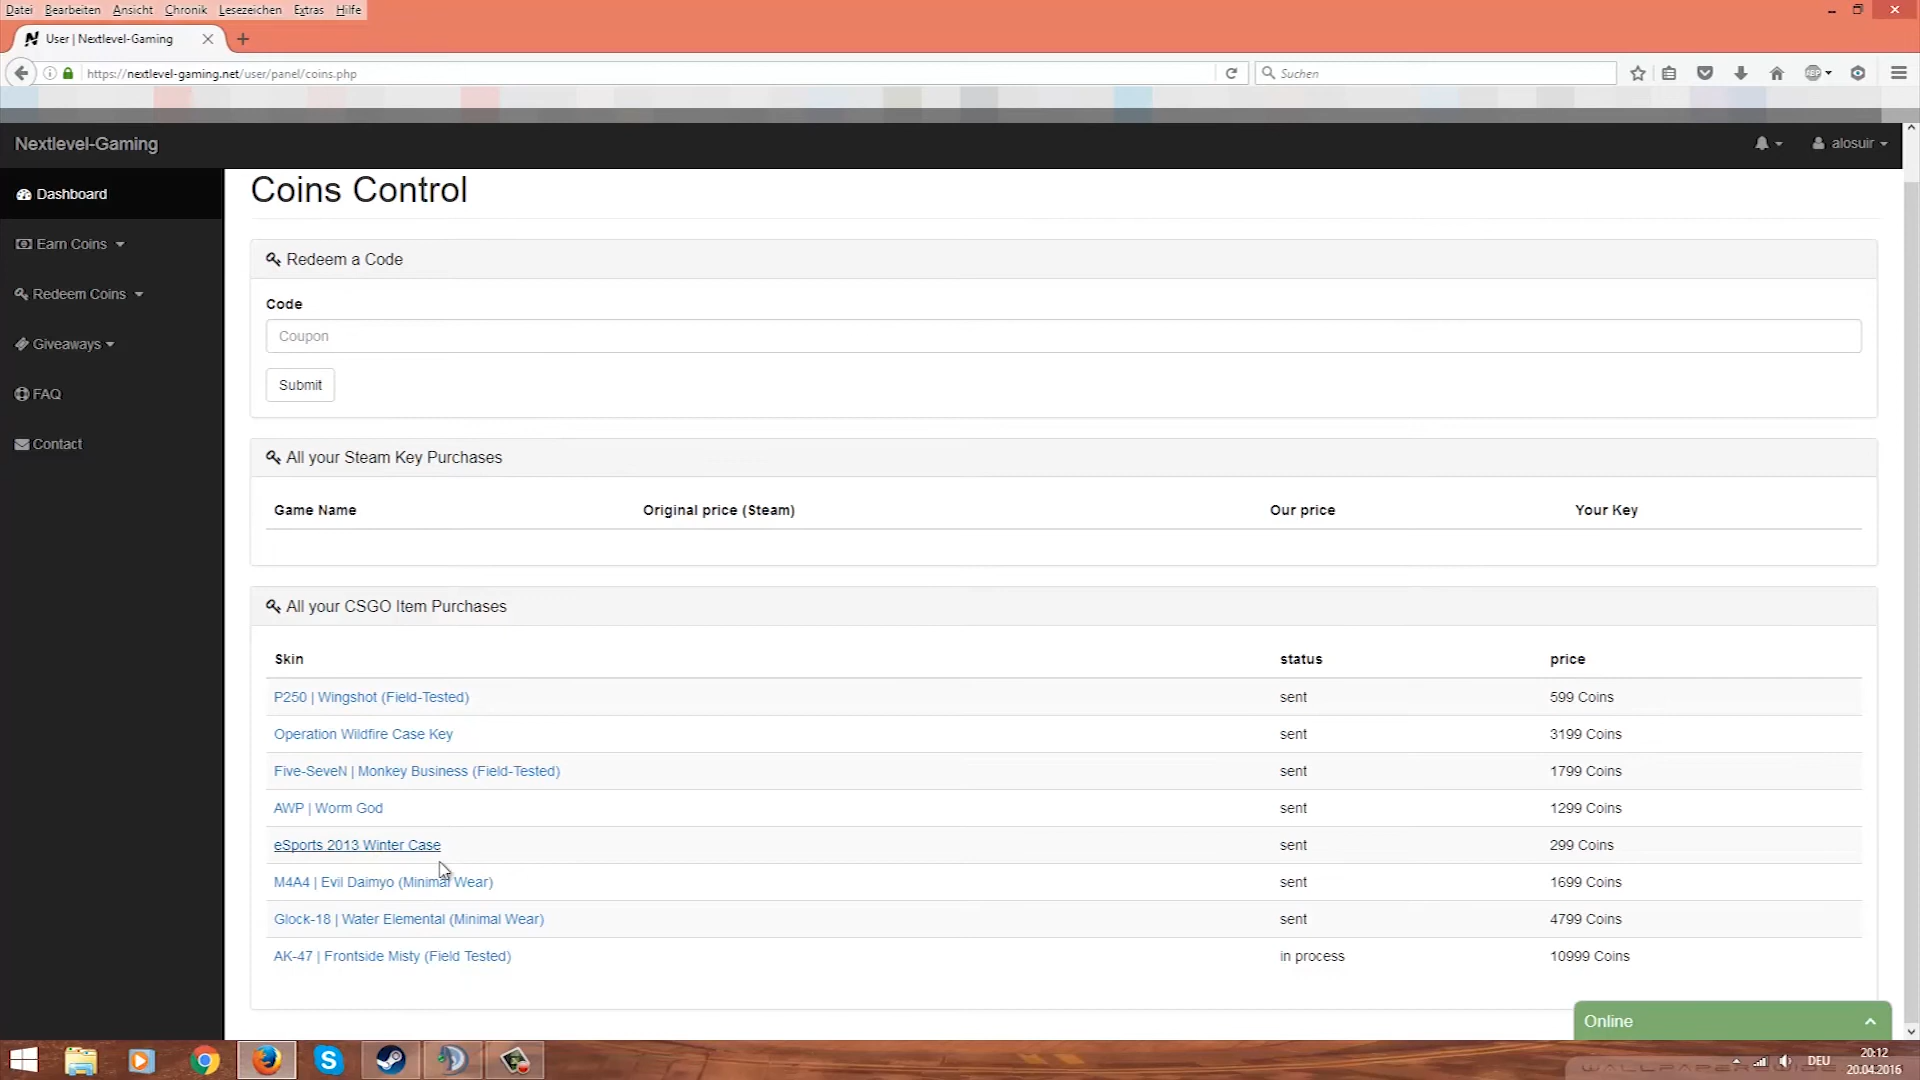 Datei Bearbeiten Ansicht Chronik Lesezeichen Extras Hilfe
User | Nextlevel-Gaming
https://nextlevel-gaming.net/user/panel/coins.php
Suchen
ABP
Nextlevel-Gaming
alosuir
Dashboard
Earn Coins
Redeem Coins
Giveaways
FAQ
Contact
Coins Control
Redeem a Code
Code
Coupon
Submit
All your Steam Key Purchases
Game Name Original price (Steam) Our price Your Key
All your CSGO Item Purchases
Skin status price
P250 | Wingshot (Field-Tested) sent 599 Coins
Operation Wildfire Case Key sent 3199 Coins
Five-SeveN | Monkey Business (Field-Tested) sent 1799 Coins
AWP | Worm God sent 1299 Coins
eSports 2013 Winter Case sent 299 Coins
M4A4 | Evil Daimyo (Minimal Wear) sent 1699 Coins
Glock-18 | Water Elemental (Minimal Wear) sent 4799 Coins
AK-47 | Frontside Misty (Field Tested) in process 10999 Coins
Online
DEU
20:12
20.04.2016